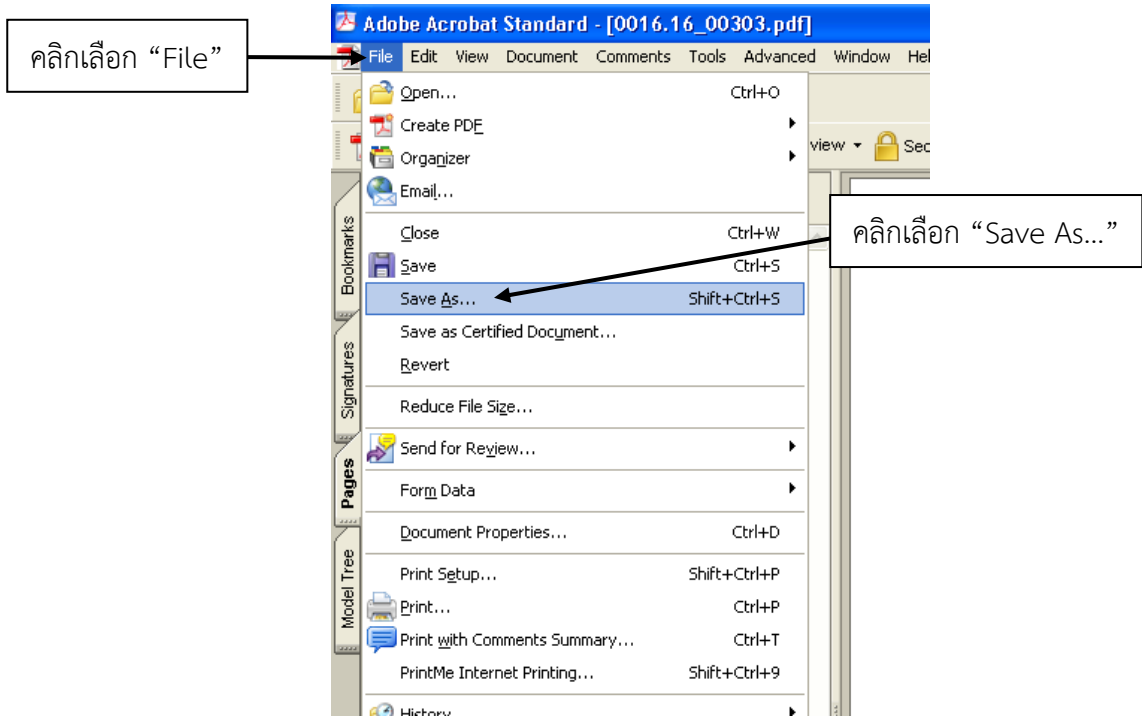 Adobe Acrobat Standard - [0016.16_00303.pdf]
คลิกเลือก “File”
File Edit View Document Comments Tools Advanced Window Hel
Open... Ctrl+O
Create PDF
view Sec
Organizer
Email...
Close Ctrl+W
คลิกเลือก “Save As...”
Save Ctrl+S
Save As... Shift+Ctrl+S
Save as Certified Document...
Revert
Reduce File Size...
Send for Review...
Form Data
Document Properties... Ctrl+D
Print Setup... Shift+Ctrl+P
Print... Ctrl+P
Print with Comments Summary... Ctrl+T
PrintMe Internet Printing... Shift+Ctrl+9
History
Bookmarks
Signatures
Pages
Model Tree